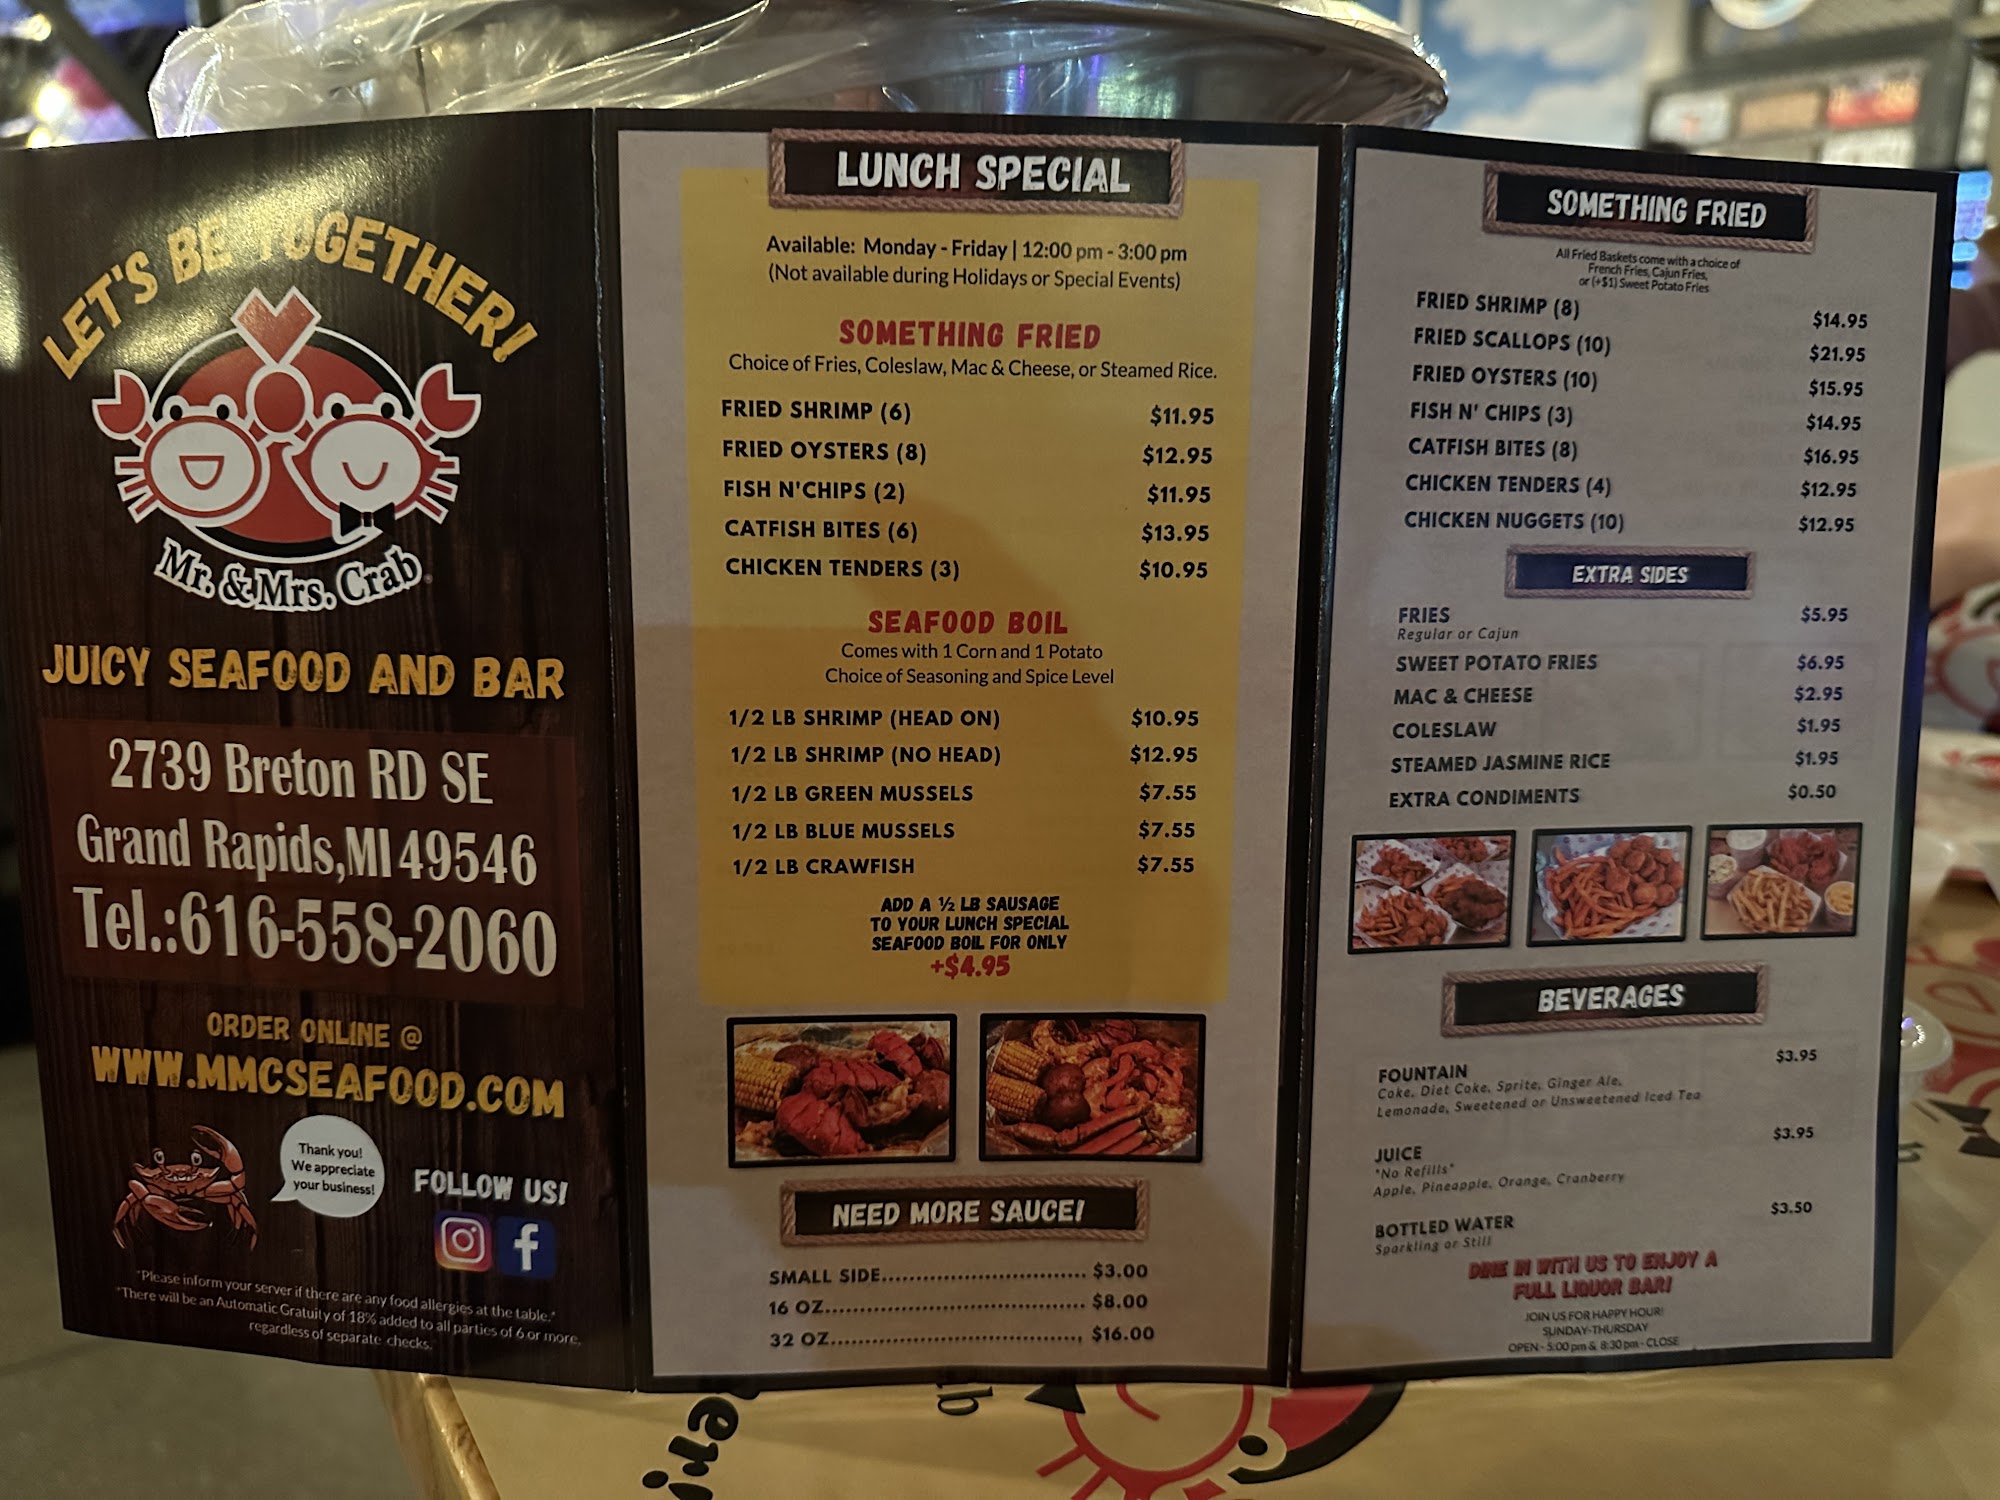 LET'S BE TOGETHER!
Mr. & Mrs. Crab
JUICY SEAFOOD AND BAR
2739 Breton RD SE
Grand Rapids,MI 49546
Tel.:616-558-2060
ORDER ONLINE @
WWW.MMCSEAFOOD.COM
Thank you!
We appreciate
your business!
FOLLOW US!
*Please inform your server if there are any food allergies at the table.*
*There will be an Automatic Gratuity of 18% added to all parties of 6 or more,
regardless of separate checks.
LUNCH SPECIAL
Available: Monday - Friday | 12:00 pm - 3:00 pm
(Not available during Holidays or Special Events)
SOMETHING FRIED
Choice of Fries, Coleslaw, Mac & Cheese, or Steamed Rice.
FRIED SHRIMP (6) $11.95
FRIED OYSTERS (8) $12.95
FISH N'CHIPS (2) $11.95
CATFISH BITES (6) $13.95
CHICKEN TENDERS (3) $10.95
SEAFOOD BOIL
Comes with 1 Corn and 1 Potato
Choice of Seasoning and Spice Level
1/2 LB SHRIMP (HEAD ON) $10.95
1/2 LB SHRIMP (NO HEAD) $12.95
1/2 LB GREEN MUSSELS $7.55
1/2 LB BLUE MUSSELS $7.55
1/2 LB CRAWFISH $7.55
ADD A ½ LB SAUSAGE
TO YOUR LUNCH SPECIAL
SEAFOOD BOIL FOR ONLY
+$4.95
NEED MORE SAUCE!
SMALL SIDE.............................. $3.00
16 OZ...................................... $8.00
32 OZ..................................... $16.00
SOMETHING FRIED
All Fried Baskets come with a choice of
French Fries, Cajun Fries,
or (+$1) Sweet Potato Fries
FRIED SHRIMP (8) $14.95
FRIED SCALLOPS (10) $21.95
FRIED OYSTERS (10) $15.95
FISH N' CHIPS (3) $14.95
CATFISH BITES (8) $16.95
CHICKEN TENDERS (4) $12.95
CHICKEN NUGGETS (10) $12.95
EXTRA SIDES
FRIES $5.95
Regular or Cajun
SWEET POTATO FRIES $6.95
MAC & CHEESE $2.95
COLESLAW $1.95
STEAMED JASMINE RICE $1.95
EXTRA CONDIMENTS $0.50
BEVERAGES
FOUNTAIN $3.95
Coke, Diet Coke, Sprite, Ginger Ale,
Lemonade, Sweetened or Unsweetened Iced Tea
JUICE $3.95
*No Refills*
Apple, Pineapple, Orange, Cranberry
BOTTLED WATER $3.50
Sparkling or Still
DINE IN WITH US TO ENJOY A
FULL LIQUOR BAR!
JOIN US FOR HAPPY HOUR!
SUNDAY-THURSDAY
OPEN - 5:00 pm & 8:30 pm - CLOSE